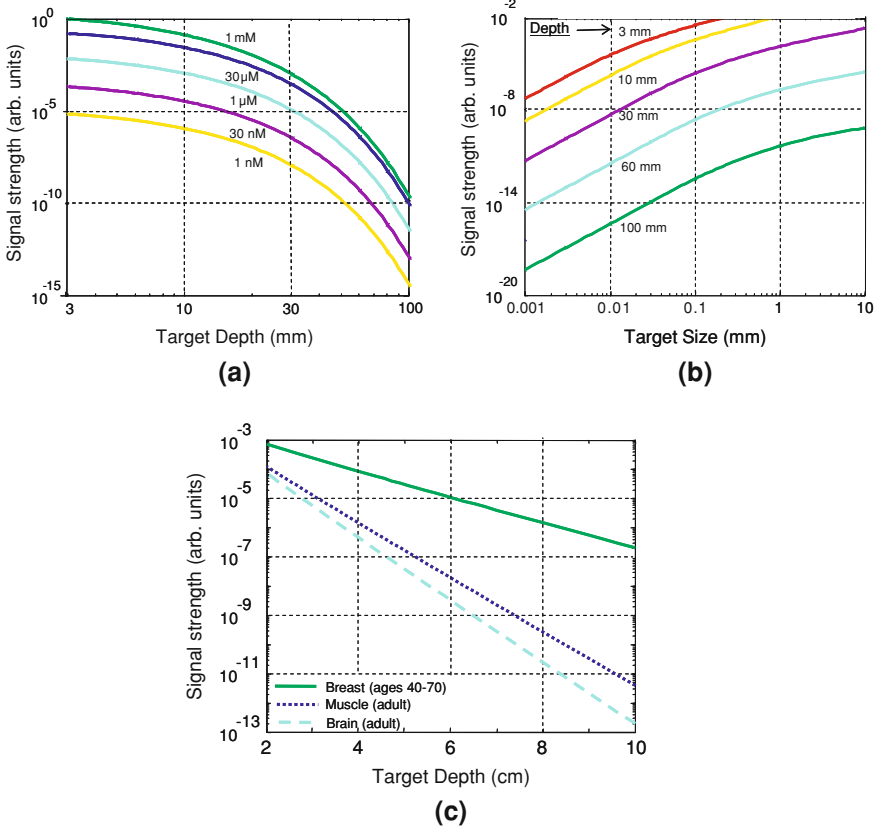 Signal strength (arb. units)
10^0
10^-5
10^-10
10^-15
1 mM
30 µM
1 µM
30 nM
1 nM
3 10 30 100
Target Depth (mm)
(a)
Signal strength (arb. units)
10^-2
10^-8
10^-14
10^-20
Depth
3 mm
10 mm
30 mm
60 mm
100 mm
0.001 0.01 0.1 1 10
Target Size (mm)
(b)
Signal strength (arb. units)
10^-3
10^-5
10^-7
10^-9
10^-11
10^-13
Breast (ages 40-70)
Muscle (adult)
Brain (adult)
2 4 6 8 10
Target Depth (cm)
(c)